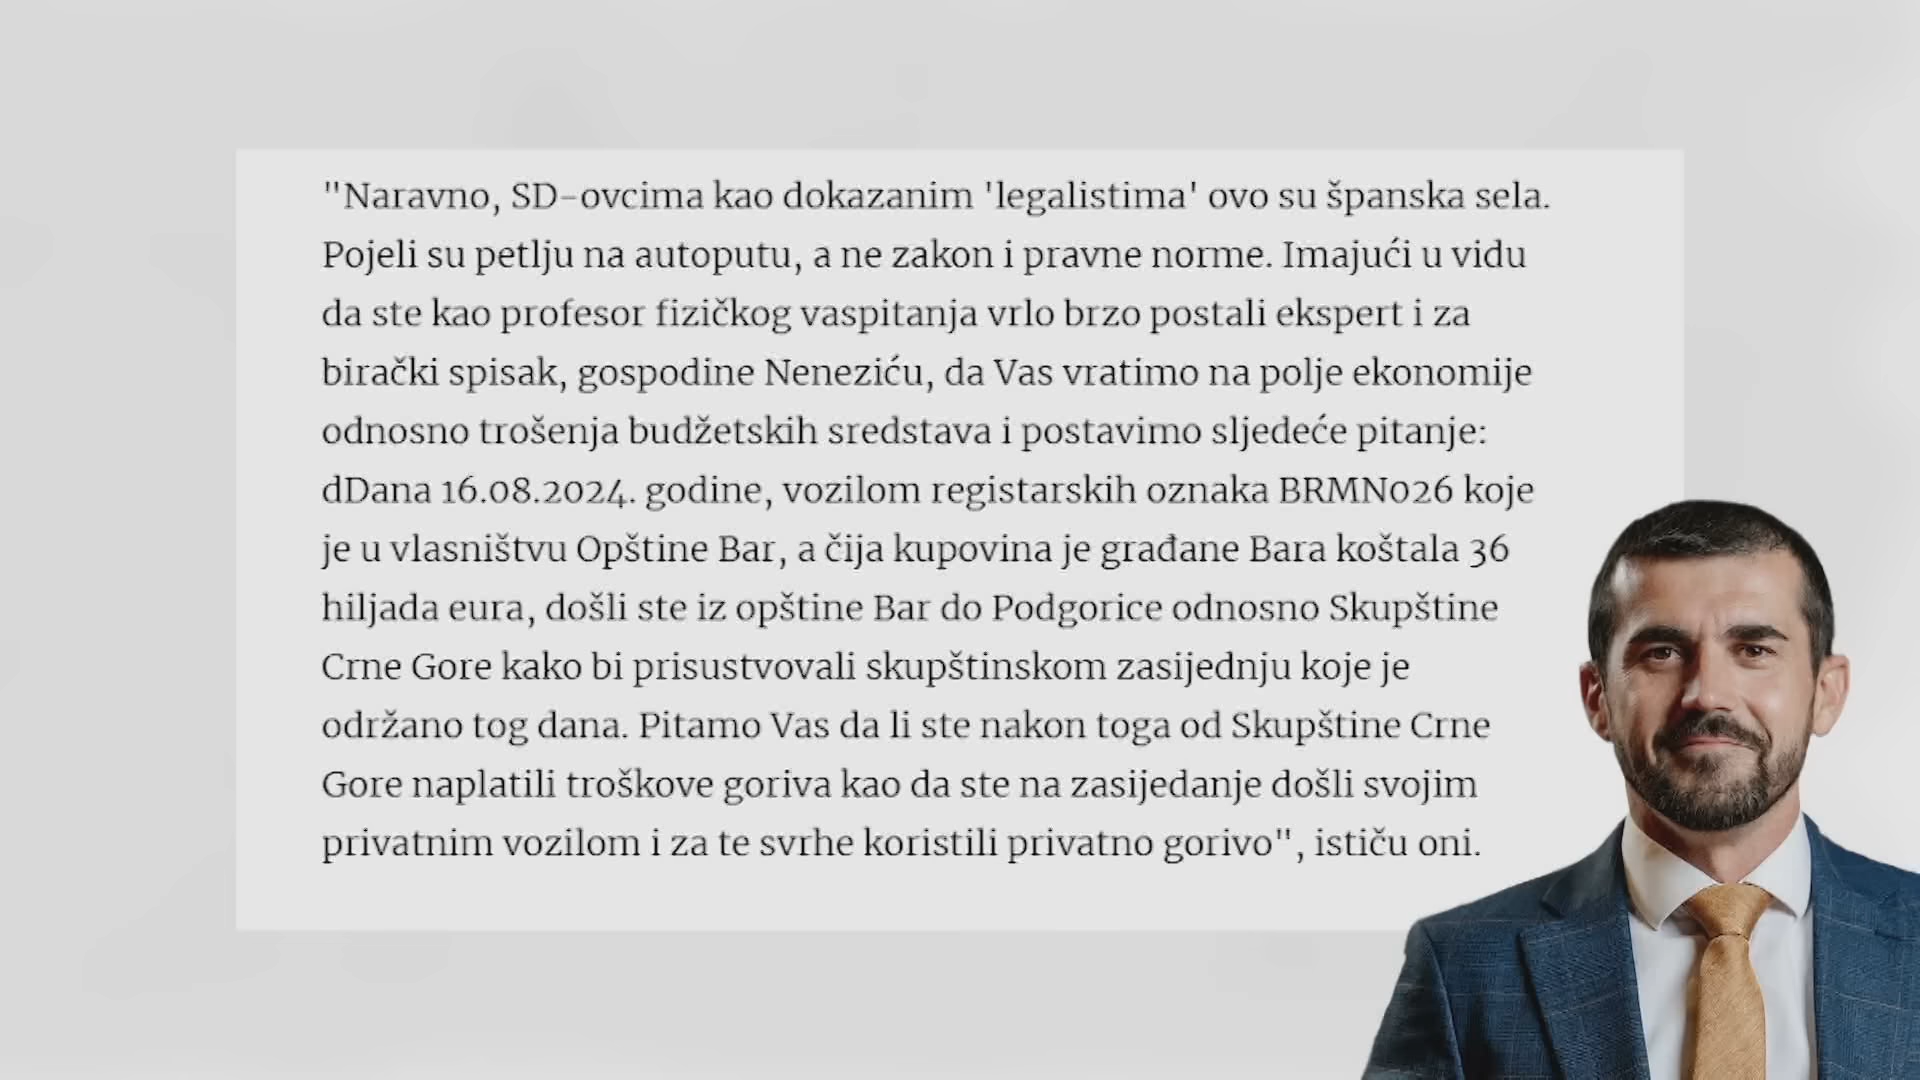 "Naravno, SD-ovcima kao dokazanim 'legalistima' ovo su španska sela.
Pojeli su petlju na autoputu, a ne zakon i pravne norme. Imajući u vidu
da ste kao profesor fizičkog vaspitanja vrlo brzo postali ekspert i za
birački spisak, gospodine Neneziću, da Vas vratimo na polje ekonomije
odnosno trošenja budžetskih sredstava i postavimo sljedeće pitanje:
dDana 16.08.2024. godine, vozilom registarskih oznaka BRMN026 koje
je u vlasništvu Opštine Bar, a čija kupovina je građane Bara koštala 36
hiljada eura, došli ste iz opštine Bar do Podgorice odnosno Skupštine
Crne Gore kako bi prisustvovali skupštinskom zasijednju koje je
održano tog dana. Pitamo Vas da li ste nakon toga od Skupštine Crne
Gore naplatili troškove goriva kao da ste na zasijedanje došli svojim
privatnim vozilom i za te svrhe koristili privatno gorivo", ističu oni.